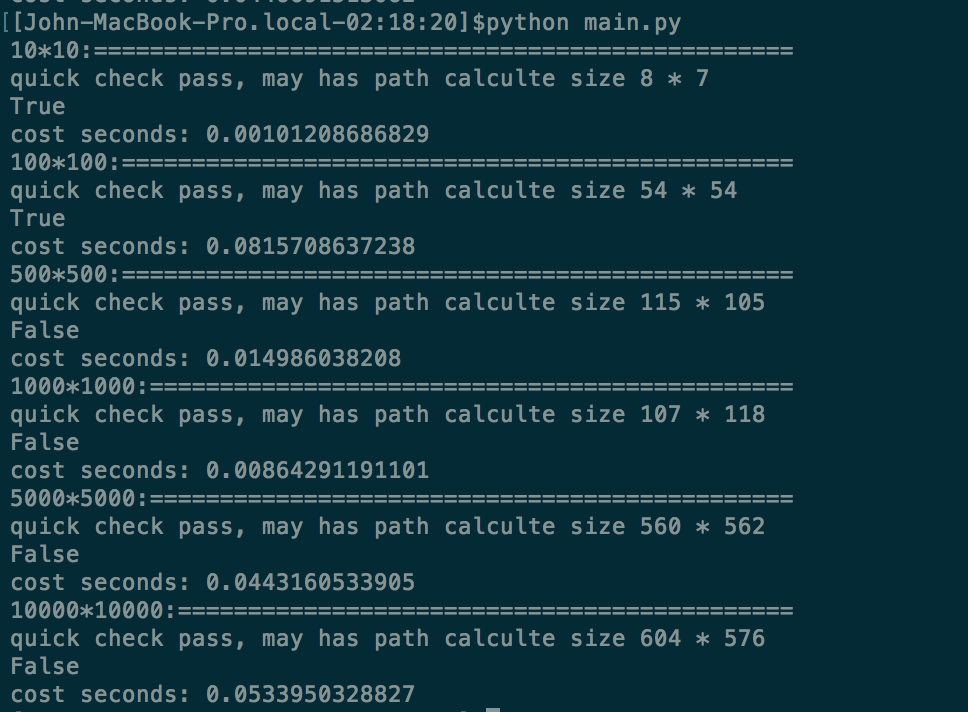 [[John-MacBook-Pro.local-02:18:20]$python main.py
10*10:==================================================
quick check pass, may has path calculte size 8 * 7
True
cost seconds: 0.00101208686829
100*100:================================================
quick check pass, may has path calculte size 54 * 54
True
cost seconds: 0.0815708637238
500*500:================================================
quick check pass, may has path calculte size 115 * 105
False
cost seconds: 0.014986038208
1000*1000:==============================================
quick check pass, may has path calculte size 107 * 118
False
cost seconds: 0.00864291191101
5000*5000:==============================================
quick check pass, may has path calculte size 560 * 562
False
cost seconds: 0.0443160533905
10000*10000:============================================
quick check pass, may has path calculte size 604 * 576
False
cost seconds: 0.0533950328827